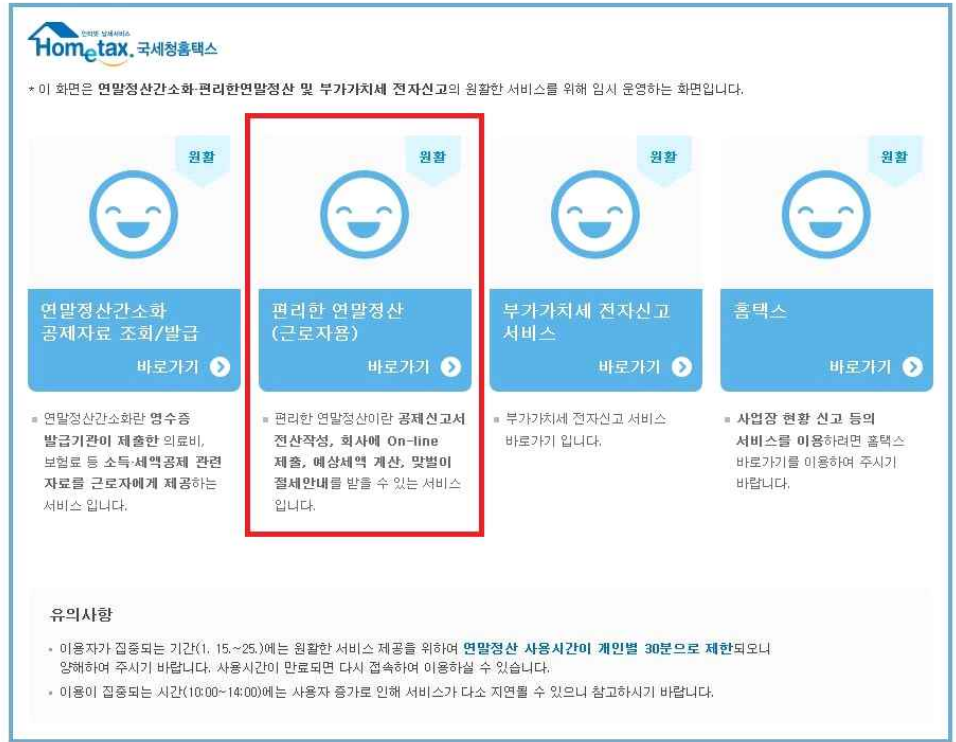 인터넷 납세서비스
Hometax. 국세청홈택스
* 이 화면은 연말정산간소화·편리한연말정산 및 부가가치세 전자신고의 원활한 서비스를 위해 임시 운영하는 화면입니다.
원활
원활
원활
원활
연말정산간소화
공제자료 조회/발급
바로가기
편리한 연말정산
(근로자용)
바로가기
부가가치세 전자신고
서비스
바로가기
홈택스
바로가기
연말정산간소화란 영수증
발급기관이 제출한 의료비,
보험료 등 소득·세액공제 관련
자료를 근로자에게 제공하는
서비스 입니다.
편리한 연말정산이란 공제신고서
전산작성, 회사에 On-line
제출, 예상세액 계산, 맞벌이
절세안내를 받을 수 있는 서비스
입니다.
부가가치세 전자신고 서비스
바로가기 입니다.
사업장 현황 신고 등의
서비스를 이용하려면 홈택스
바로가기를 이용하여 주시기
바랍니다.
유의사항
이용자가 집중되는 기간(1. 15.~25.)에는 원활한 서비스 제공을 위하여 연말정산 사용시간이 개인별 30분으로 제한되오니
양해하여 주시기 바랍니다. 사용시간이 만료되면 다시 접속하여 이용하실 수 있습니다.
이용이 집중되는 시간(10:00~14:00)에는 사용자 증가로 인해 서비스가 다소 지연될 수 있으니 참고하시기 바랍니다.